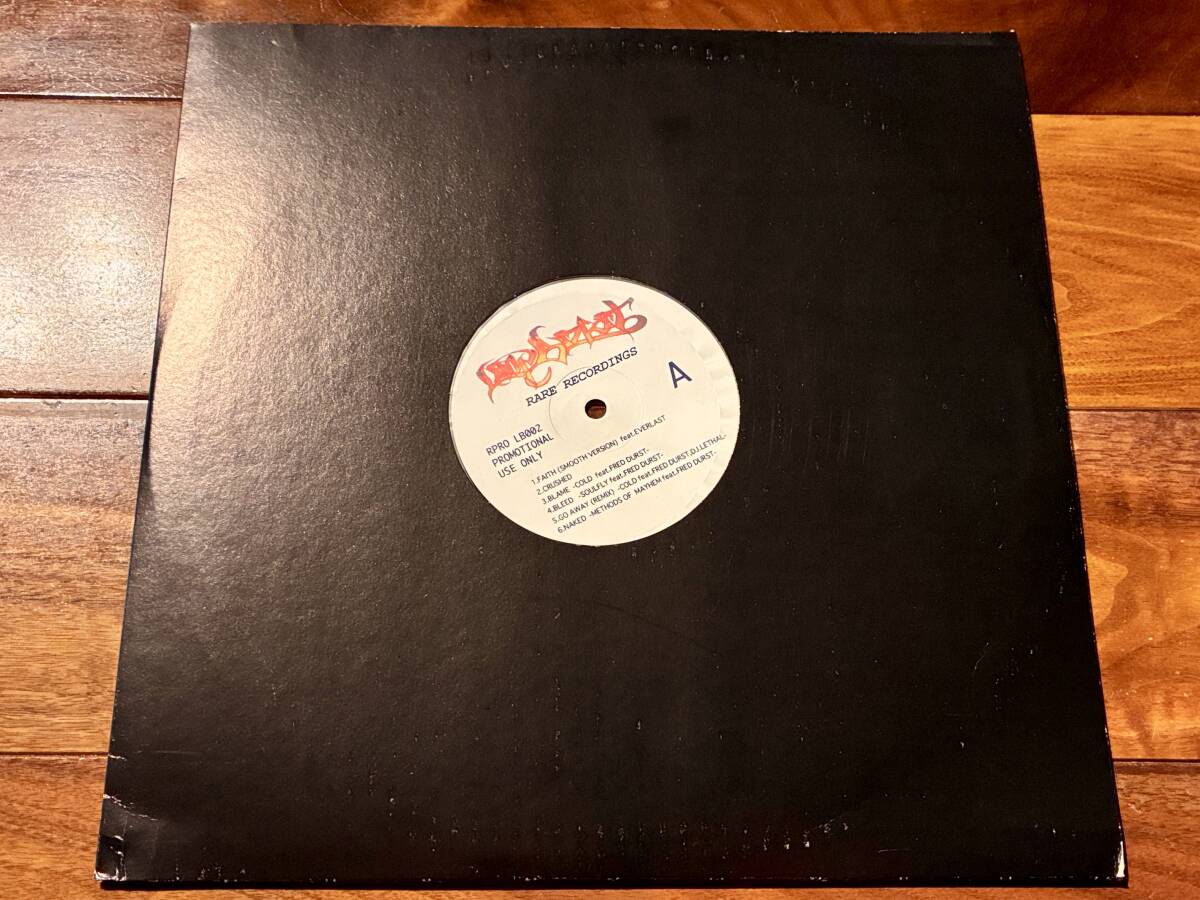 limpbizkit
RARE RECORDINGS
A
RPRO LB002
PROMOTIONAL
USE ONLY
1.FAITH (SMOOTH VERSION) feat.EVERLAST
2.CRUSHED
3.BLAME -COLD feat.FRED DURST-
4.BLEED -SOULFLY feat.FRED DURST-
5.GO AWAY (REMIX) -COLD feat.FRED DURST,DJ.LETHAL-
6.NAKED -METHODS OF MAYHEM feat.FRED DURST-